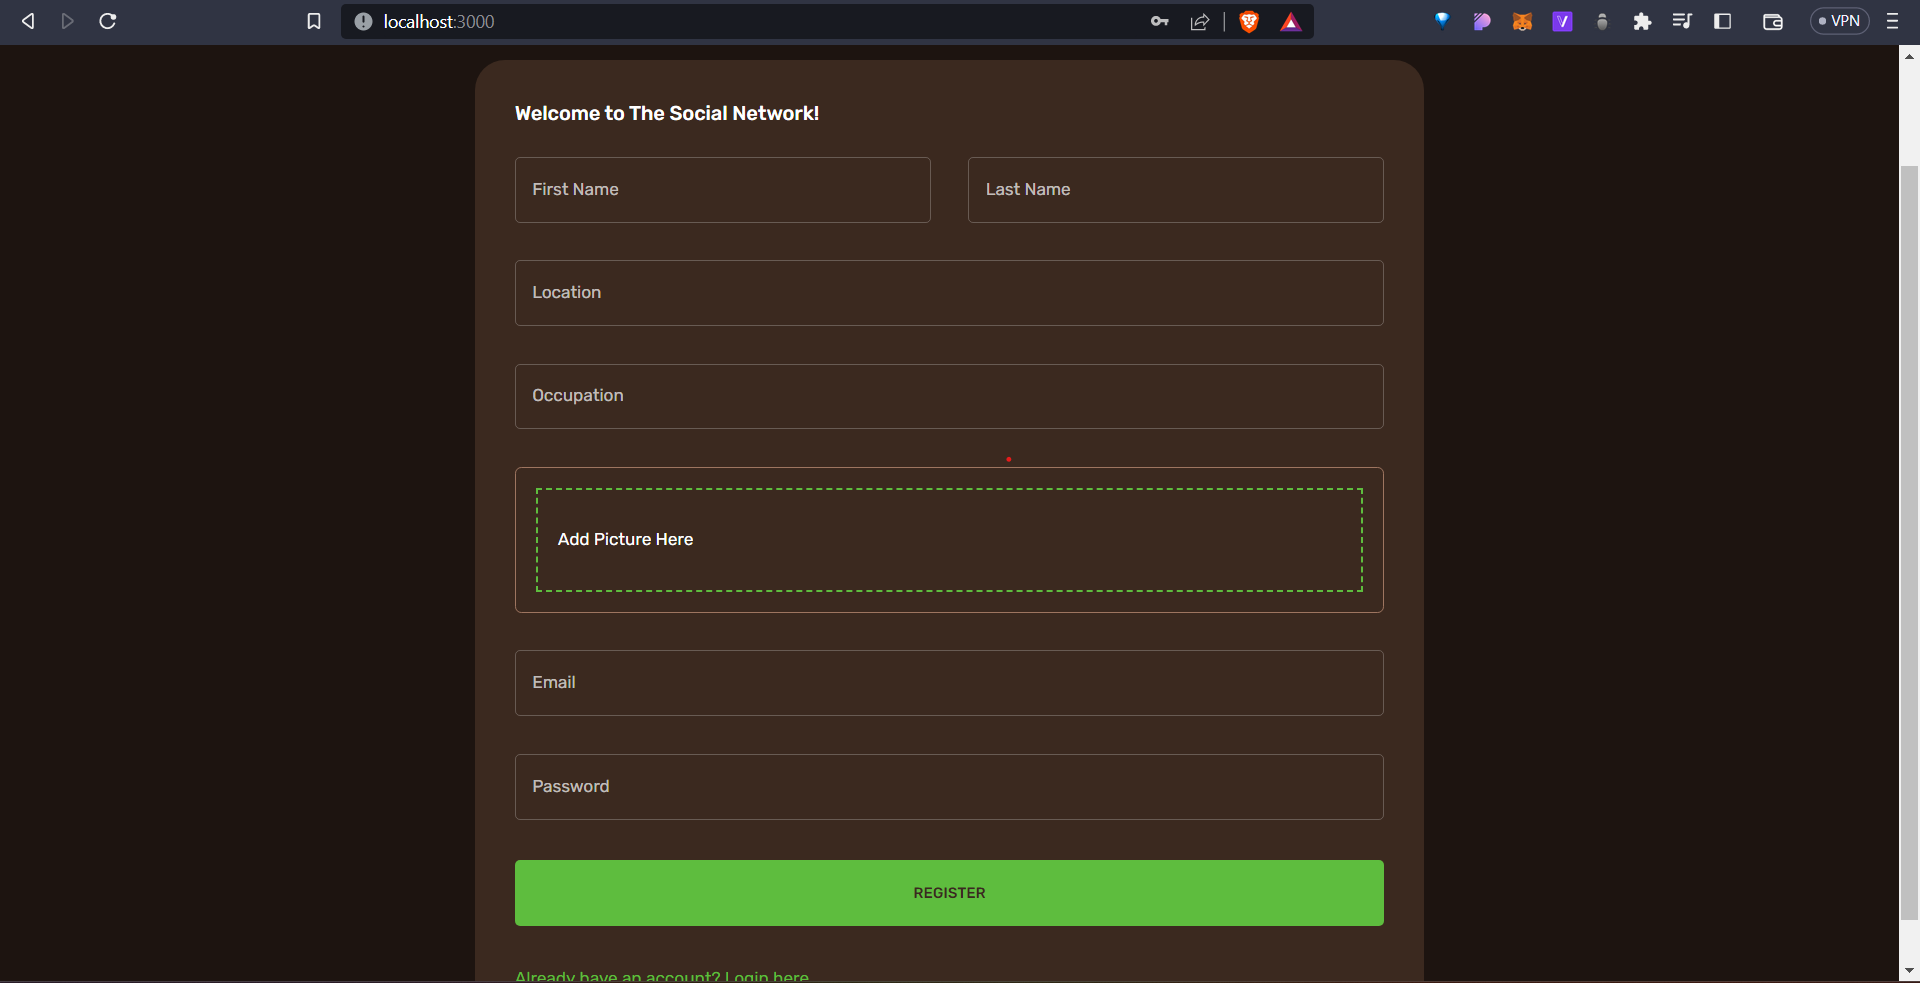 localhost:3000
VPN
Welcome to The Social Network!
First Name
Last Name
Location
Occupation
Add Picture Here
Email
Password
REGISTER
Already have an account? Login here.